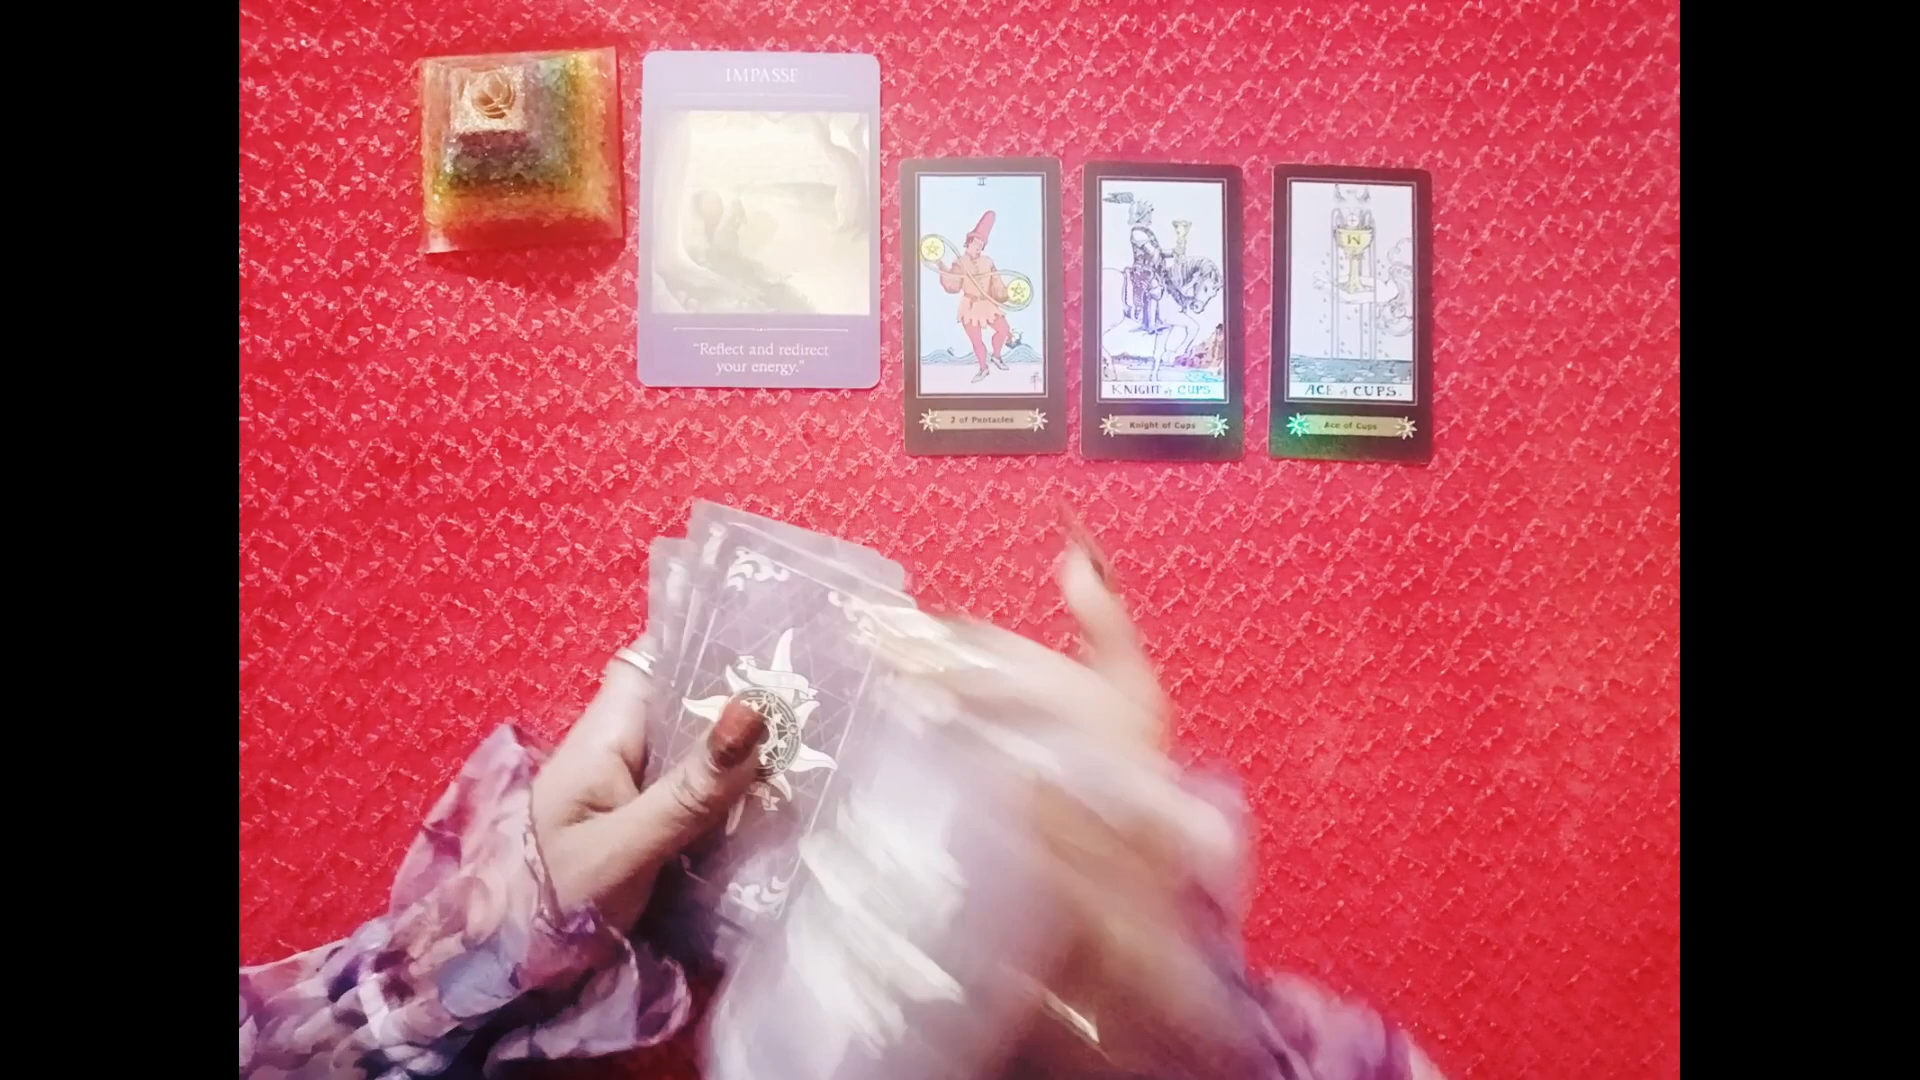 IMPASSE
"Reflect and redirect
your energy."
II
2 of Pentacles
KNIGHT of CUPS.
Knight of Cups
ACE of CUPS.
Ace of Cups